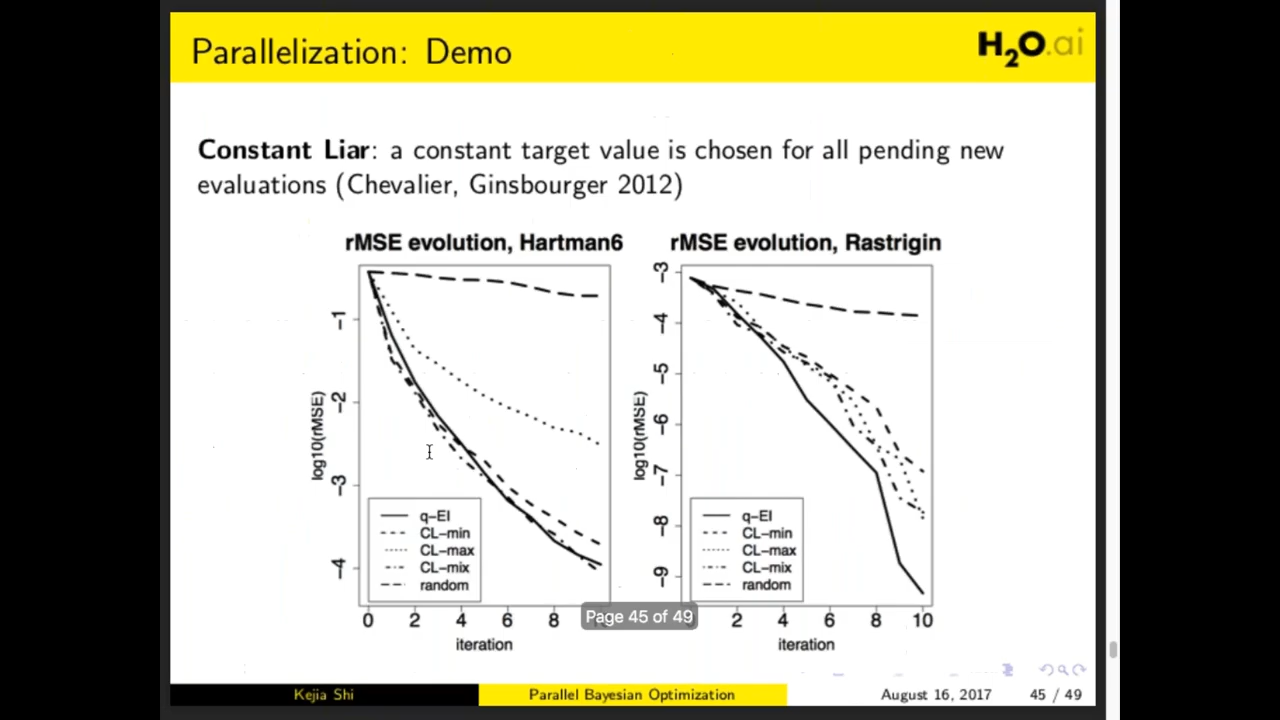 Parallelization: Demo
H2O.ai
Constant Liar: a constant target value is chosen for all pending new
evaluations (Chevalier, Ginsbourger 2012)
rMSE evolution, Hartman6
log10(rMSE)
-1
-2
-3
-4
q-EI
CL-min
CL-max
CL-mix
random
0 2 4 6 8
iteration
rMSE evolution, Rastrigin
log10(rMSE)
-3
-4
-5
-6
-7
-8
-9
q-EI
CL-min
CL-max
CL-mix
random
2 4 6 8 10
iteration
Page 45 of 49
Kejia Shi
Parallel Bayesian Optimization
August 16, 2017
45 / 49